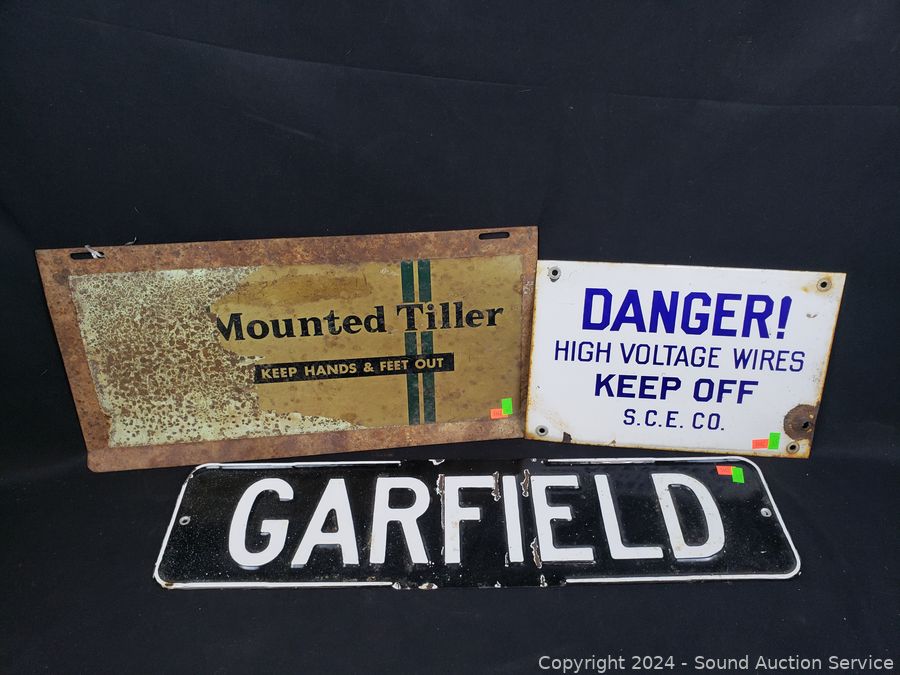 Mounted Tiller
KEEP HANDS & FEET OUT
DANGER!
HIGH VOLTAGE WIRES
KEEP OFF
S.C.E. CO.
GARFIELD
Copyright © 2024 - Sound Auction Service